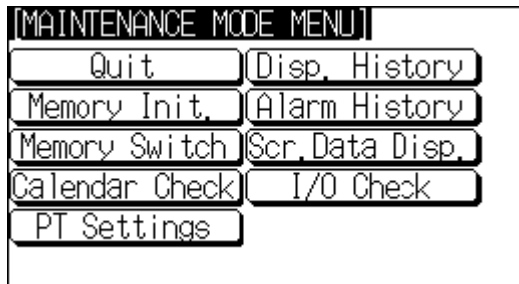 [MAINTENANCE MODE MENU]
Quit
Disp. History
Memory Init.
Alarm History
Memory Switch
Scr.Data Disp.
Calendar Check
I/O Check
PT Settings